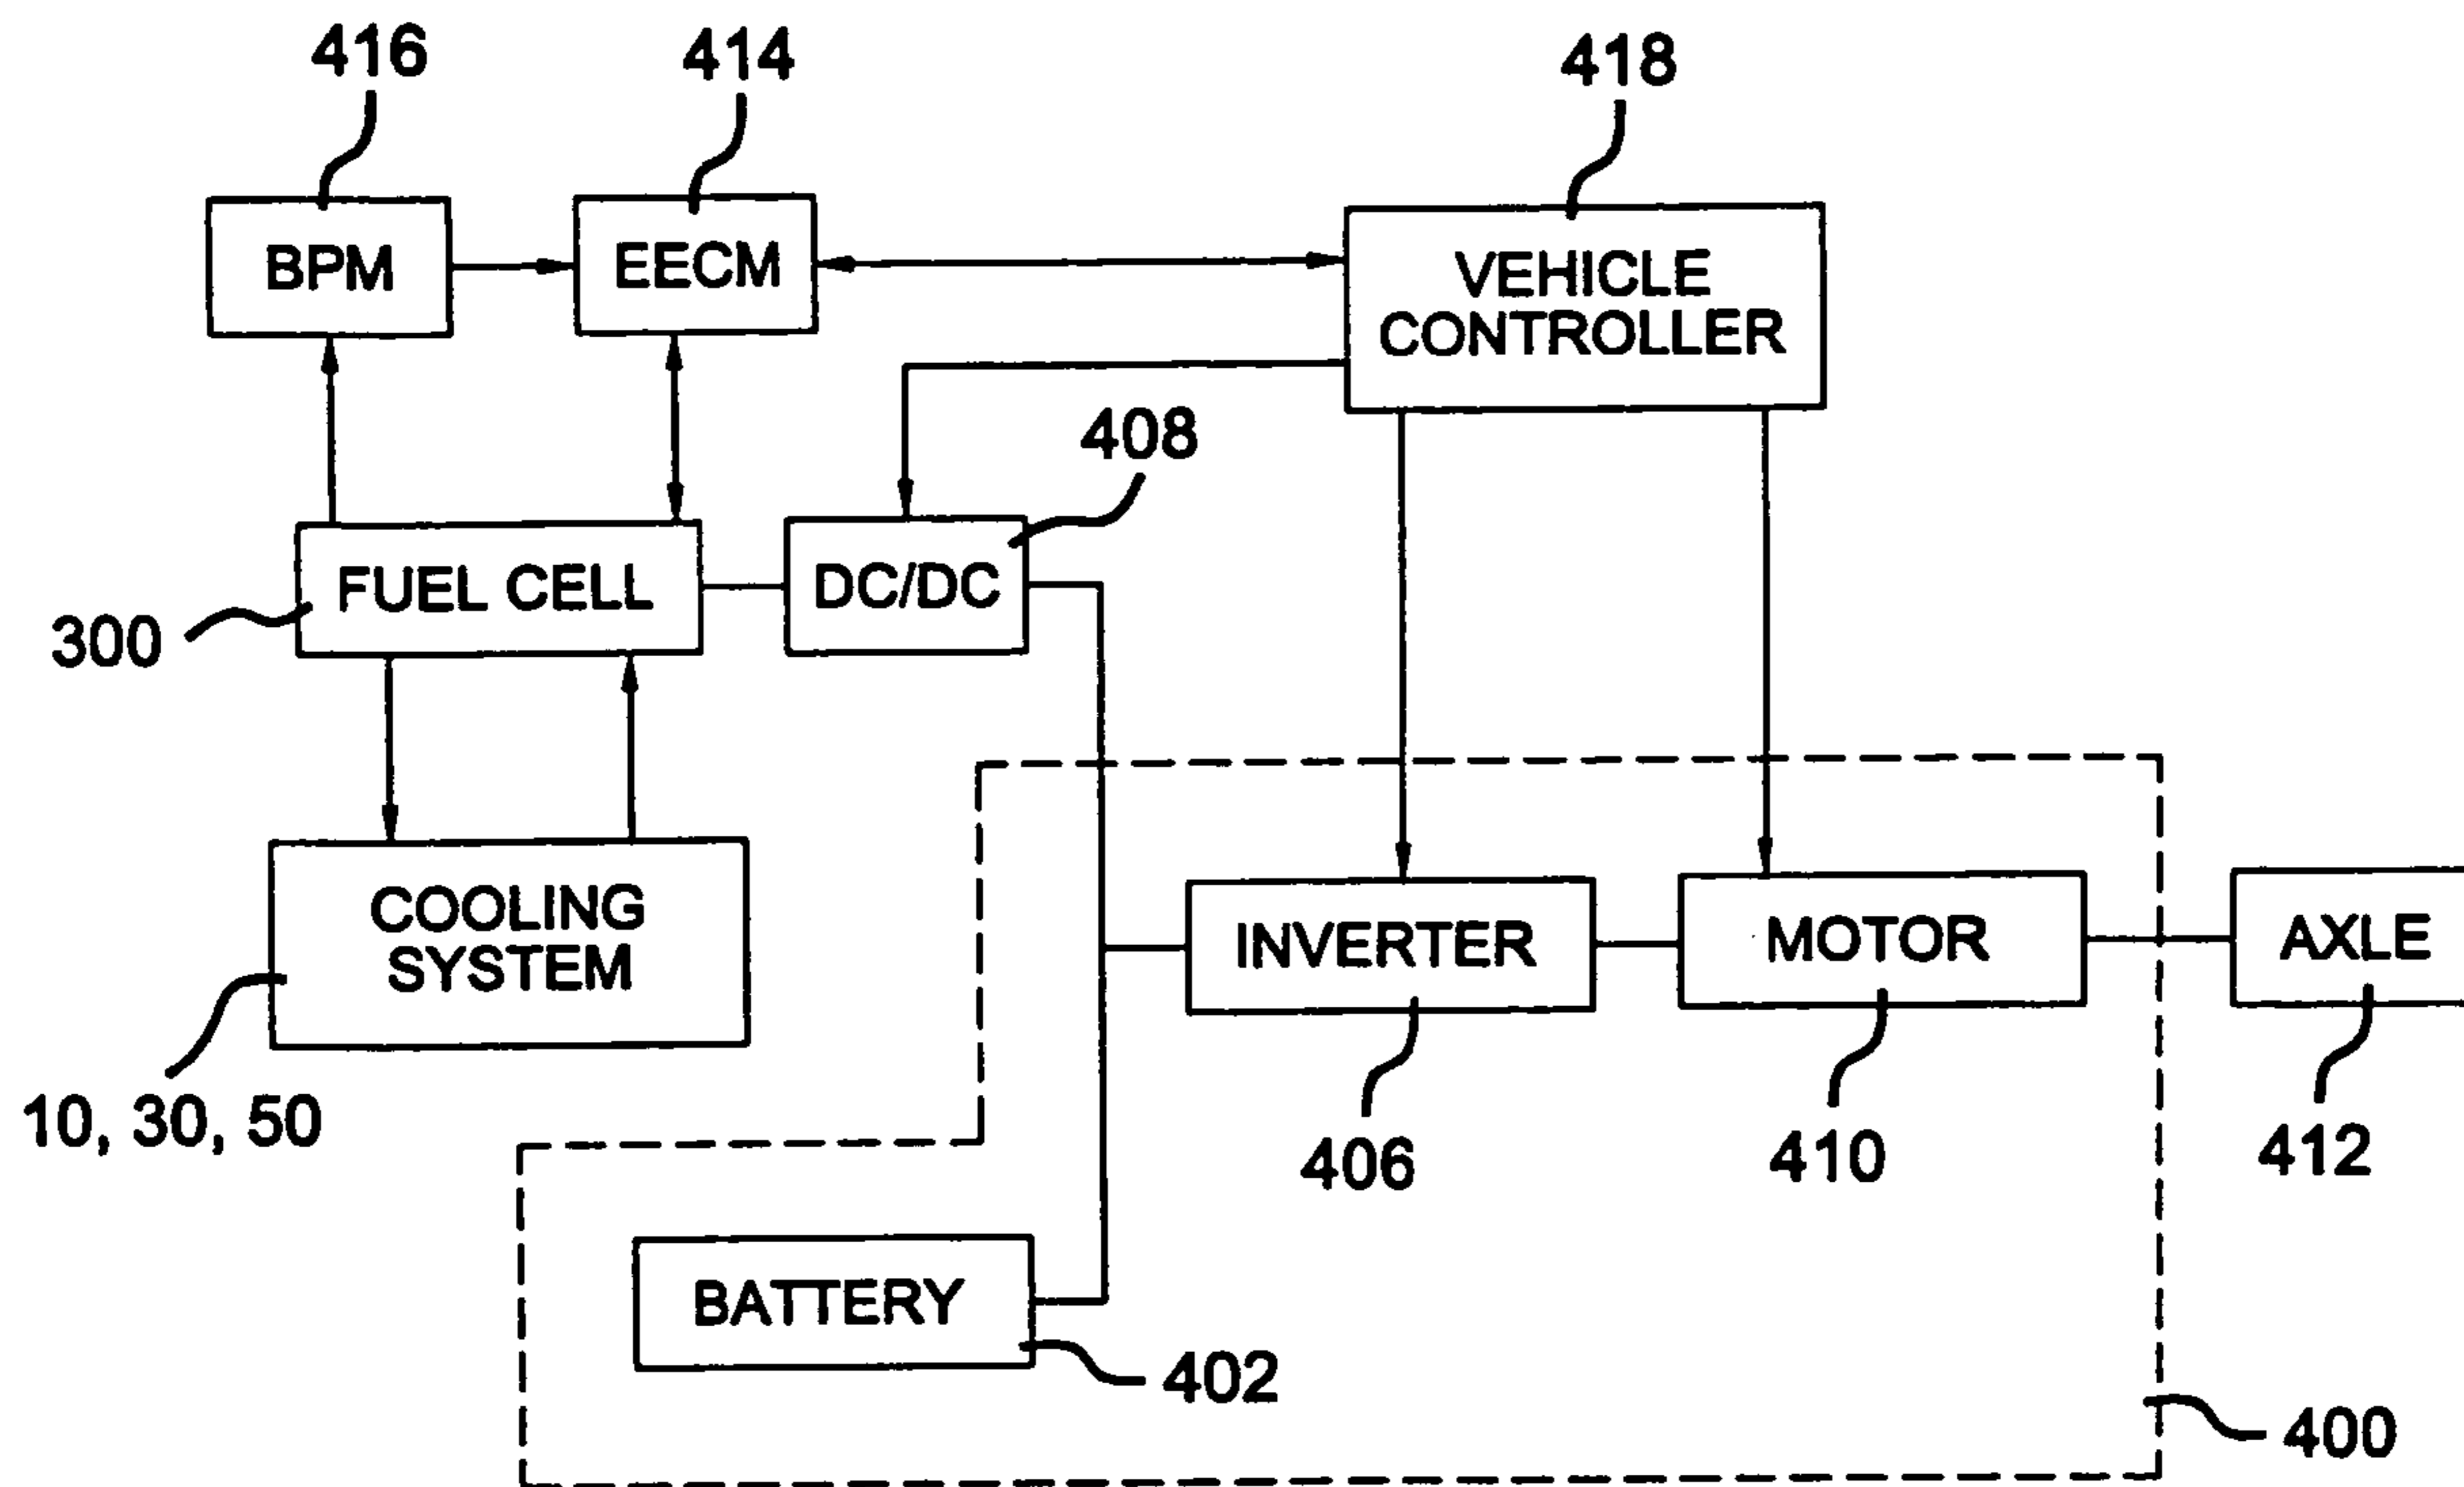 416
414
418
BPM
EECM
VEHICLE
CONTROLLER
408
FUEL CELL
DC/DC
300
COOLING
SYSTEM
INVERTER
MOTOR
AXLE
10, 30, 50
406
410
412
BATTERY
402
400